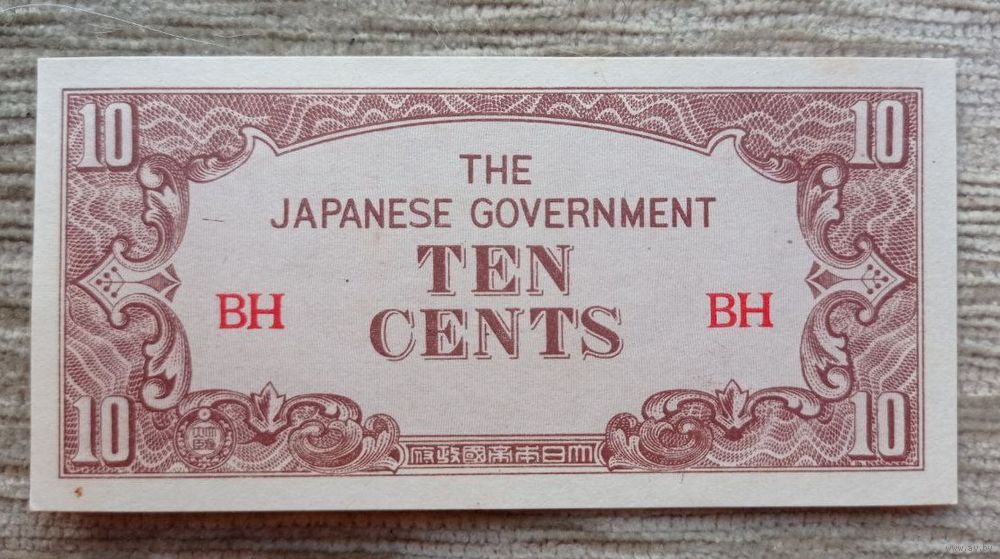 10 10
THE
JAPANESE GOVERNMENT
TEN
CENTS
BH BH
10 10
大日本帝國政府